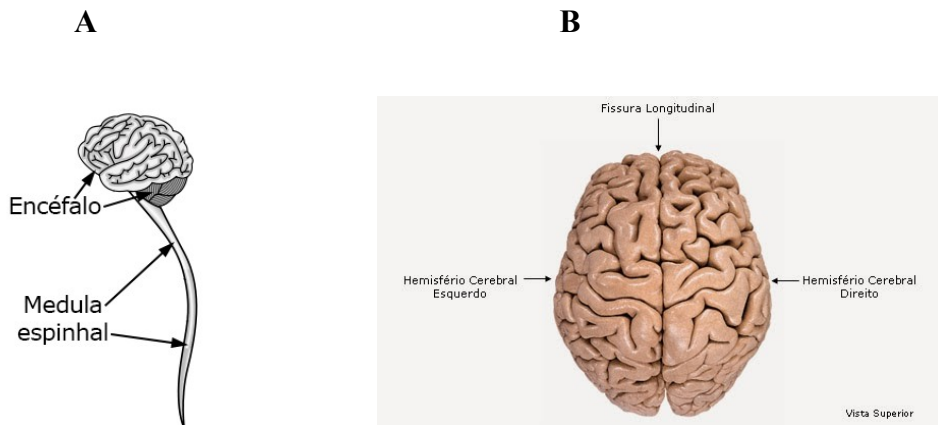 A
B
Encéfalo
Medula
espinhal
Fissura Longitudinal
Hemisfério Cerebral
Esquerdo
Hemisfério Cerebral
Direito
Vista Superior